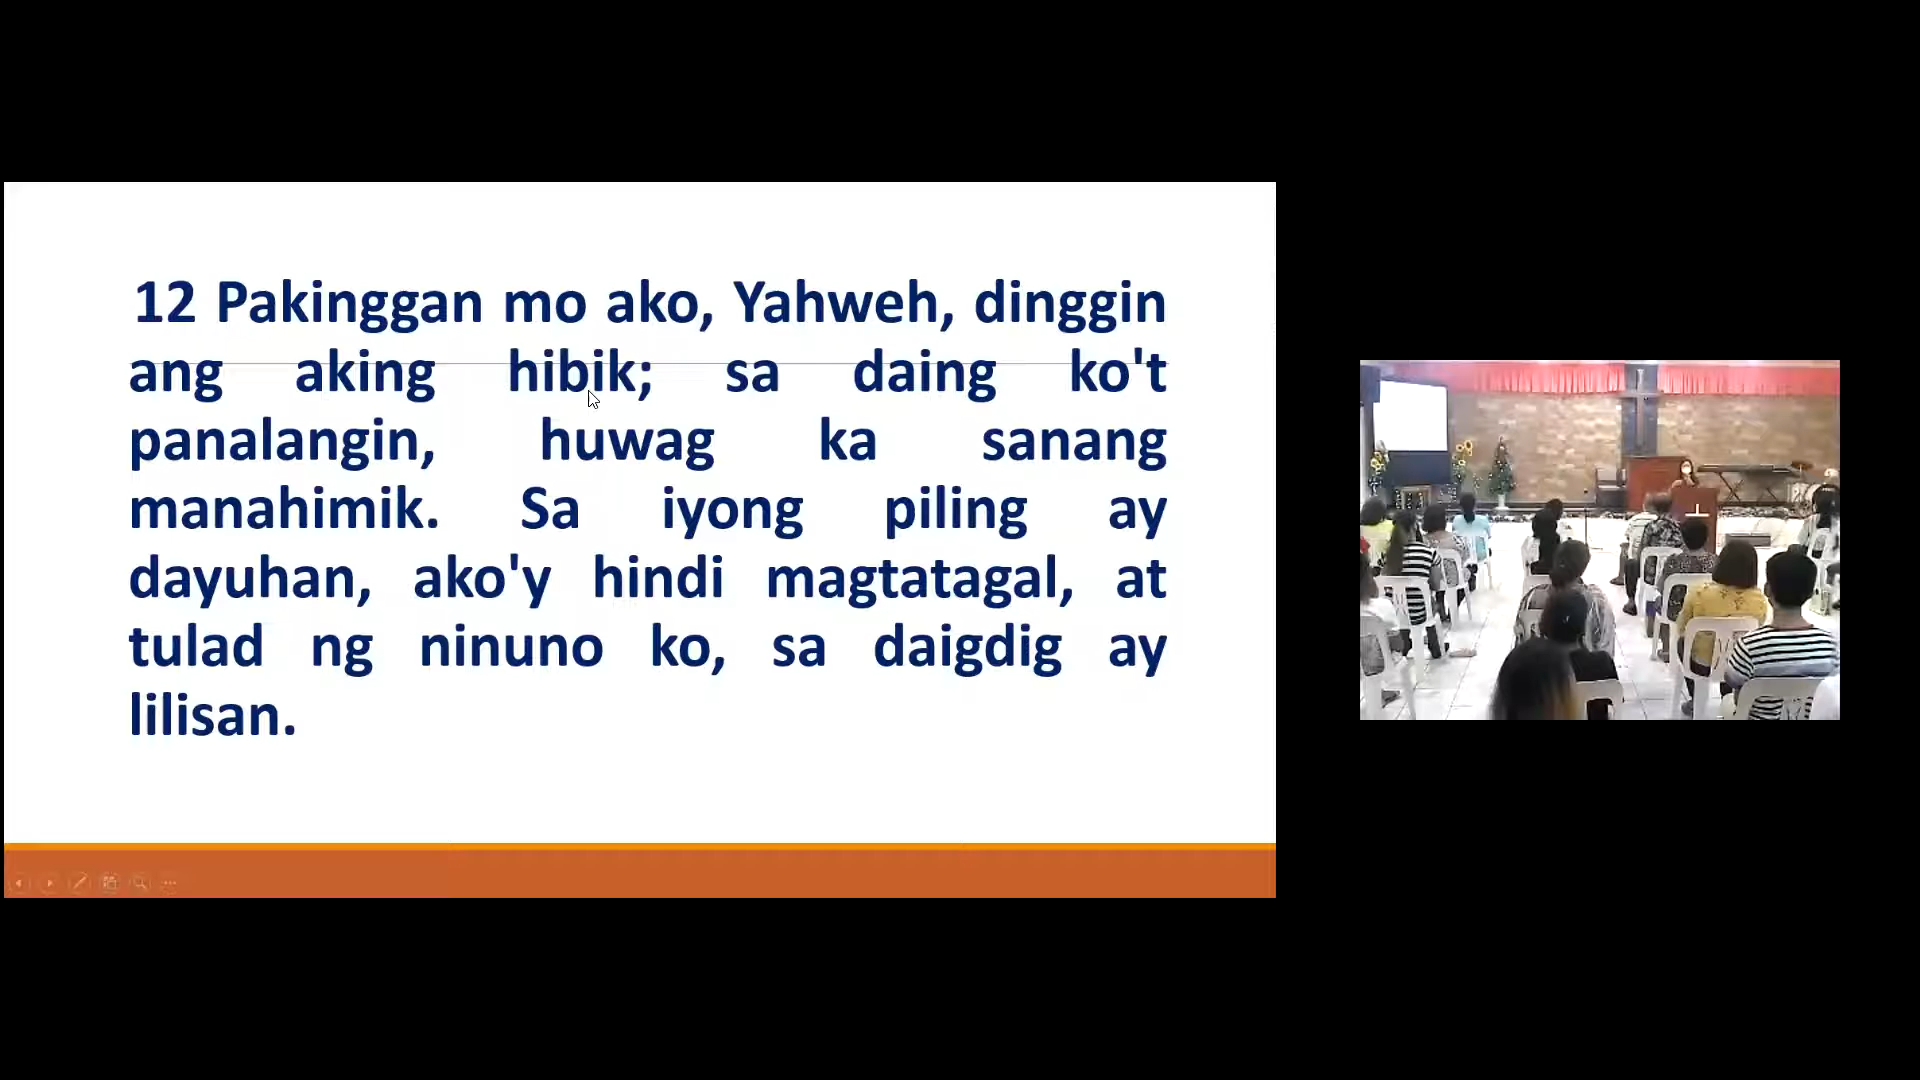 12 Pakinggan mo ako, Yahweh, dinggin
ang aking hibik; sa daing ko't
panalangin, huwag ka sanang
manahimik. Sa iyong piling ay
dayuhan, ako'y hindi magtatagal, at
tulad ng ninuno ko, sa daigdig ay
lilisan.